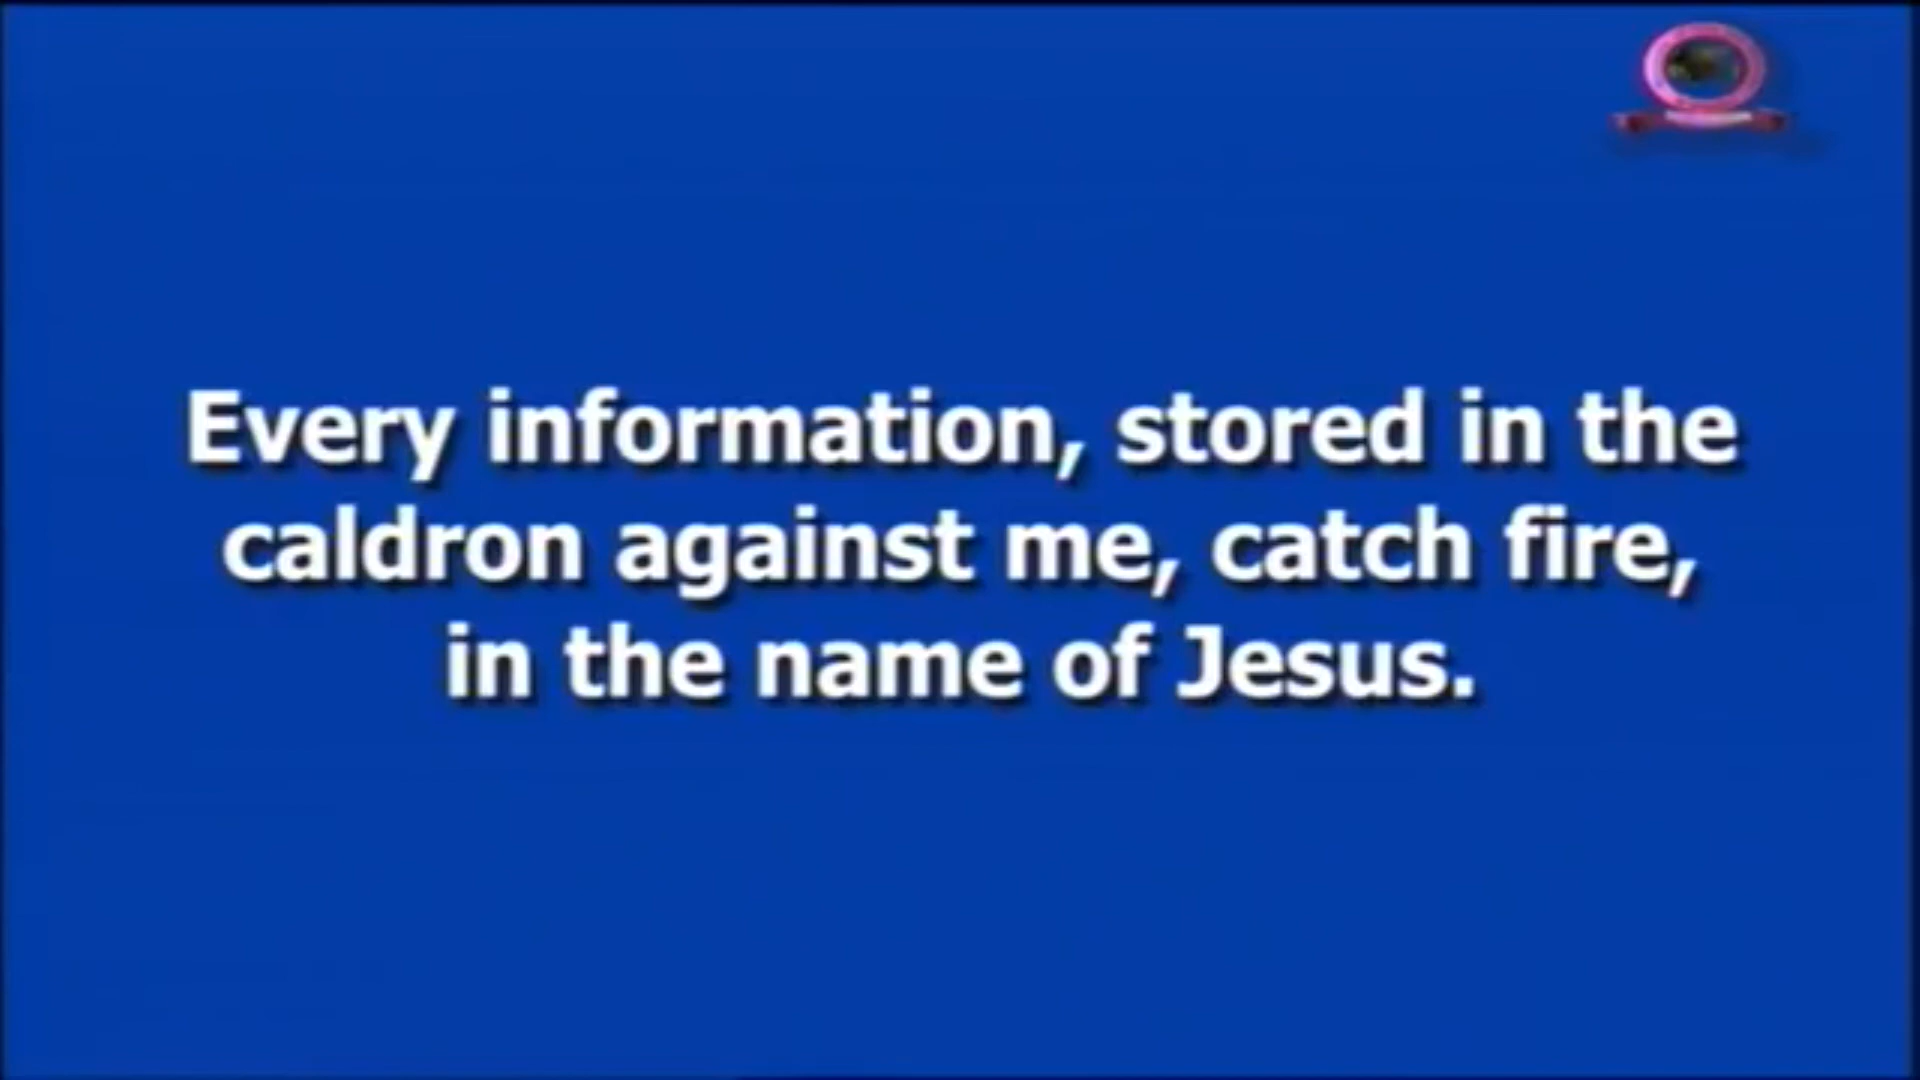 Every information, stored in the
caldron against me, catch fire,
in the name of Jesus.